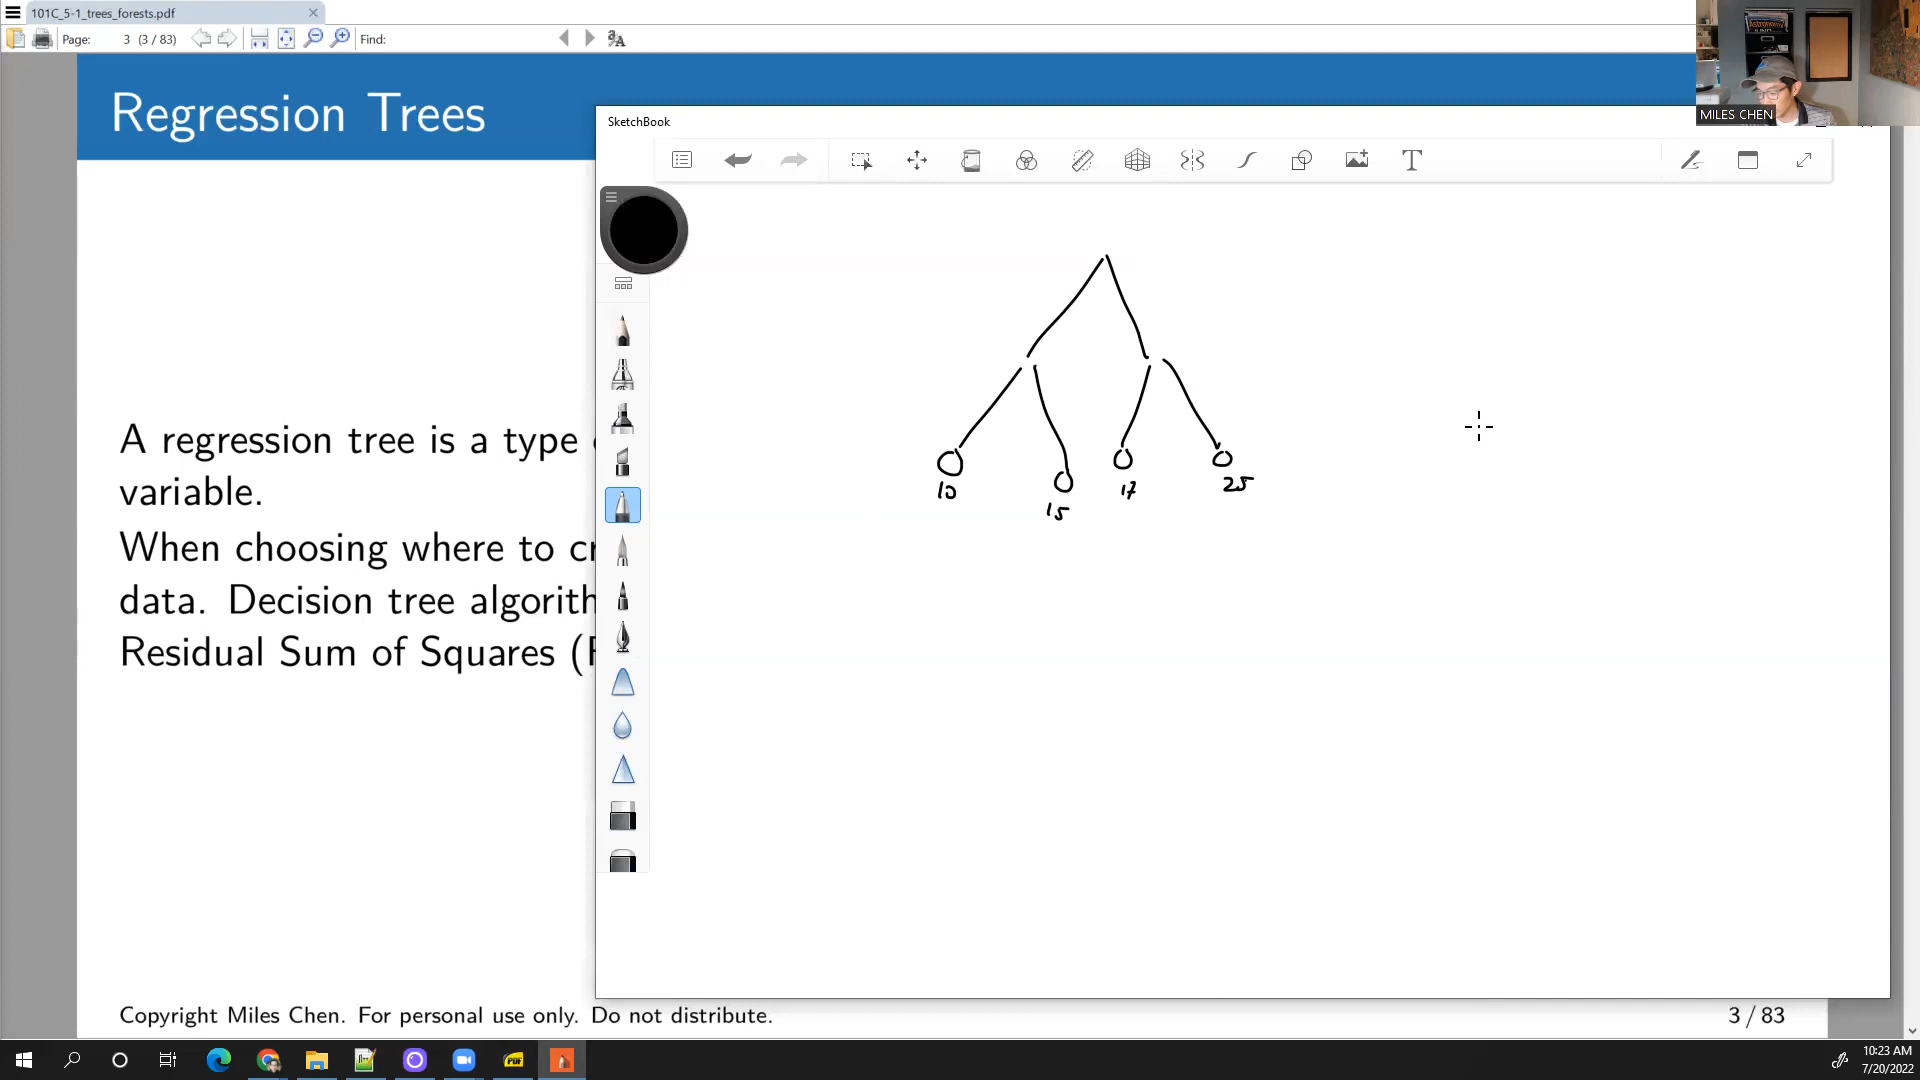 101C_5-1_trees_forests.pdf
Page: 3 (3 / 83) Find:
Regression Trees
SketchBook
MILES CHEN
A regression tree is a type
variable.
When choosing where to cr
data. Decision tree algorith
Residual Sum of Squares (
10
15
17
25
Copyright Miles Chen. For personal use only. Do not distribute.
3 / 83
10:23 AM
7/20/2022